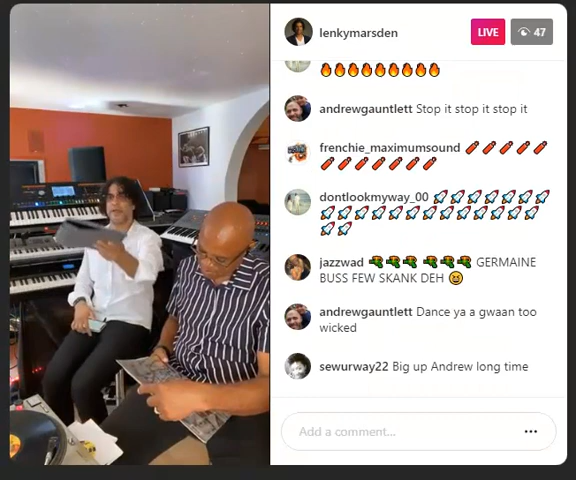 lenkymarsden
LIVE
47
andrewgauntlett Stop it stop it stop it
frenchie_maximumsound
dontlookmyway_00
jazzwad GERMAINE
BUSS FEW SKANK DEH
andrewgauntlett Dance ya a gwaan too
wicked
sewurway22 Big up Andrew long time
Add a comment...